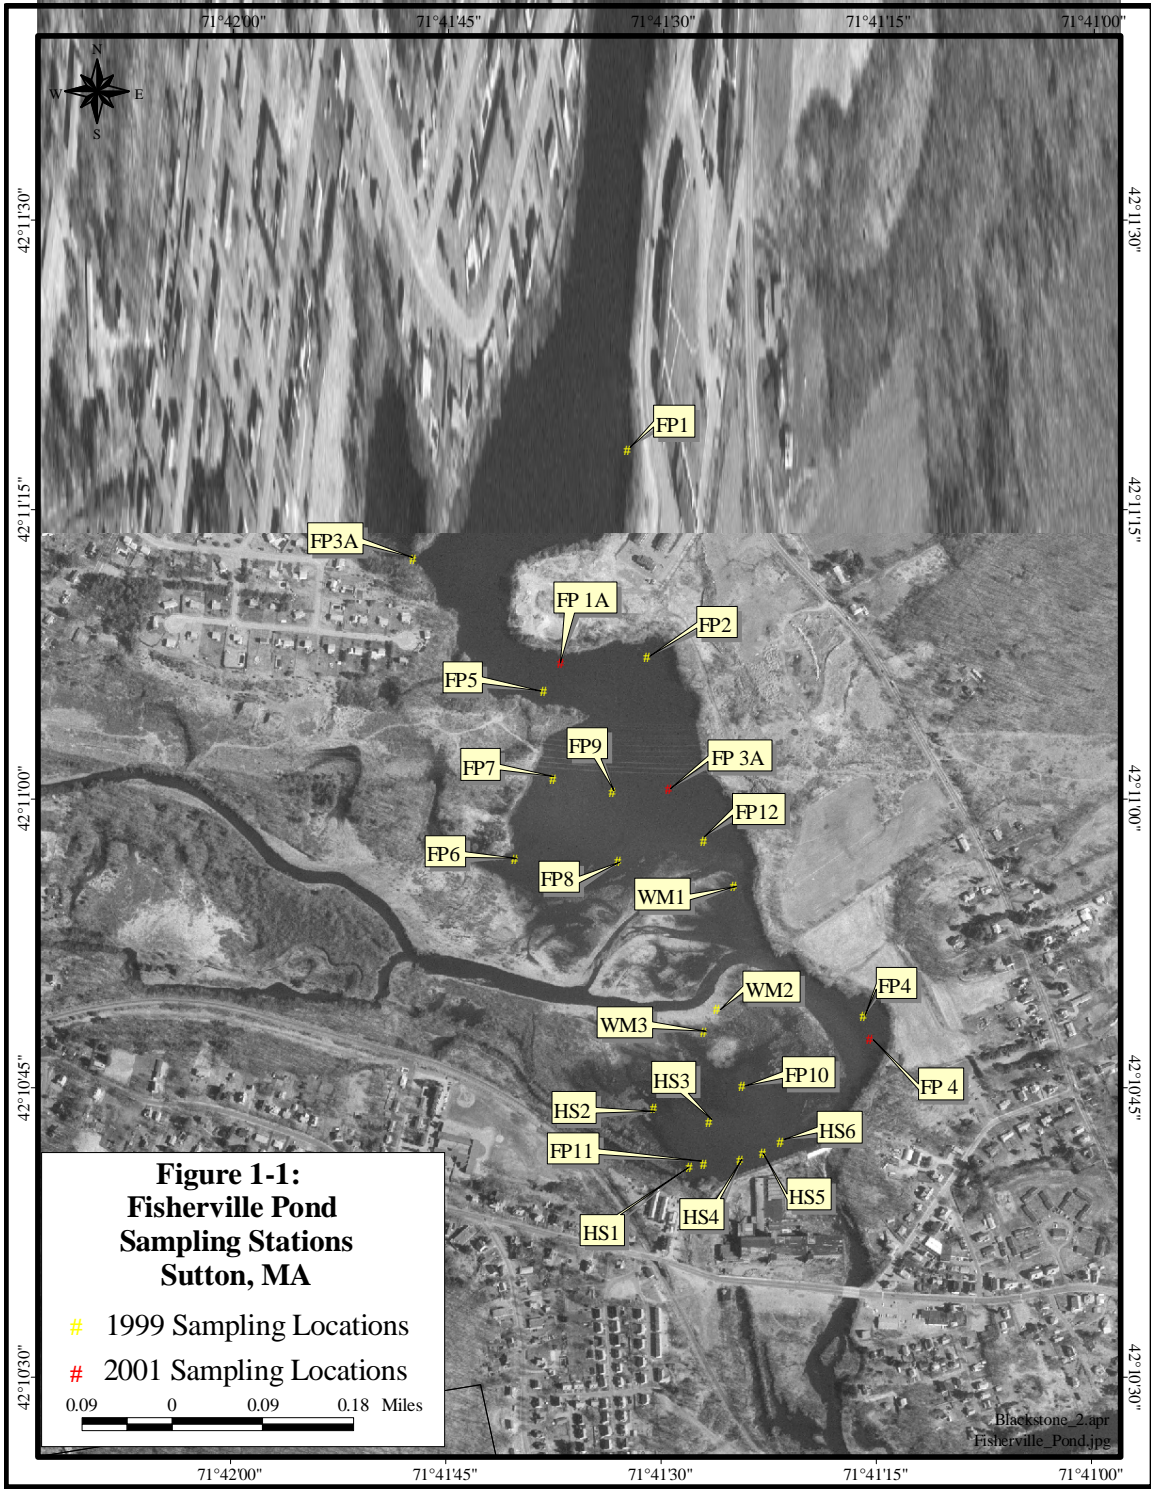 71°42'00" 71°41'45" 71°41'30" 71°41'15" 71°41'00"
N
W E
S
42°11'30" 42°11'30"
FP1
42°11'15" 42°11'15"
FP3A
FP 1A
FP2
FP5
FP9
FP 3A
FP7
42°11'00" 42°11'00"
FP12
FP6
FP8
WM1
FP4
WM2
WM3
FP10
FP 4
HS3
42°10'45" 42°10'45"
HS2
HS6
FP11
HS5
HS4
HS1
Figure 1-1:
Fisherville Pond
Sampling Stations
Sutton, MA
# 1999 Sampling Locations
# 2001 Sampling Locations
0.09 0 0.09 0.18 Miles
42°10'30" 42°10'30"
Blackstone_2.apr
Fisherville_Pond.jpg
71°42'00" 71°41'45" 71°41'30" 71°41'15" 71°41'00"